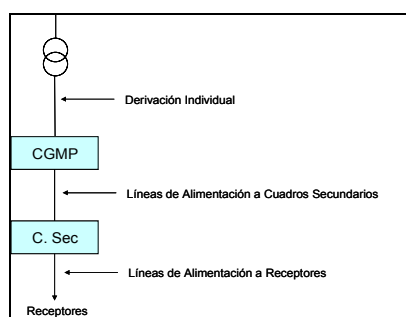 Derivación Individual
CGMP
Líneas de Alimentación a Cuadros Secundarios
C. Sec
Líneas de Alimentación a Receptores
Receptores